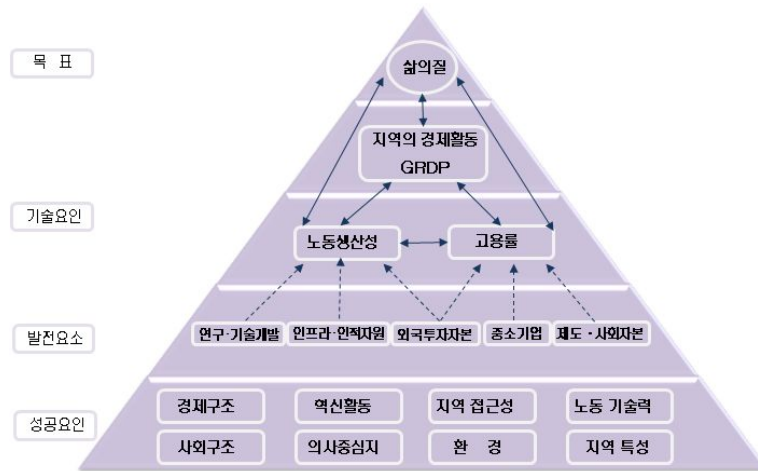 목 표
삶의질
지역의 경제활동
GRDP
기술요인
노동생산성 고용률
발전요소
연구·기술개발 인프라·인적자원 외국투자자본 중소기업 제도·사회자본
성공요인
경제구조 혁신활동 지역 접근성 노동 기술력
사회구조 의사중심지 환 경 지역 특성